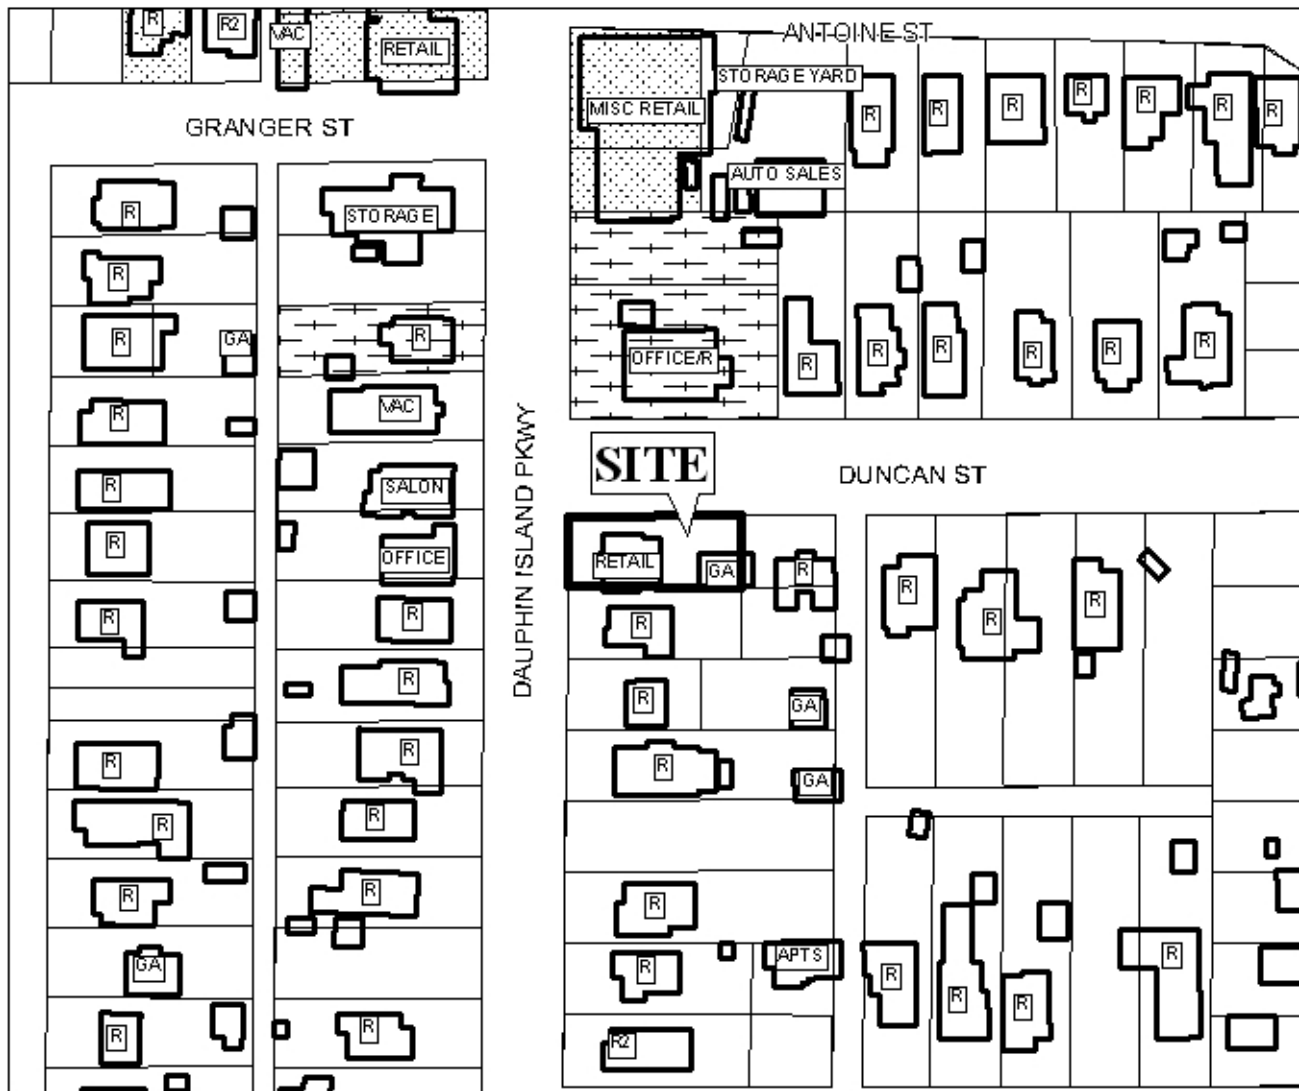 R
R2
VAC
RETAIL
ANTOINE ST
STORAGE YARD
MISC RETAIL
R
R
R
R
R
R
R
GRANGER ST
AUTO SALES
R
STORAGE
R
R
GA
R
OFFICE/R
R
R
R
R
R
R
R
VAC
DAUPHIN ISLAND PKWY
SITE
DUNCAN ST
R
SALON
R
OFFICE
RETAIL
GA
R
R
R
R
R
R
R
R
R
GA
R
R
R
GA
R
R
R
R
R
R
GA
R
APTS
R
R
R
R
R
R
R2